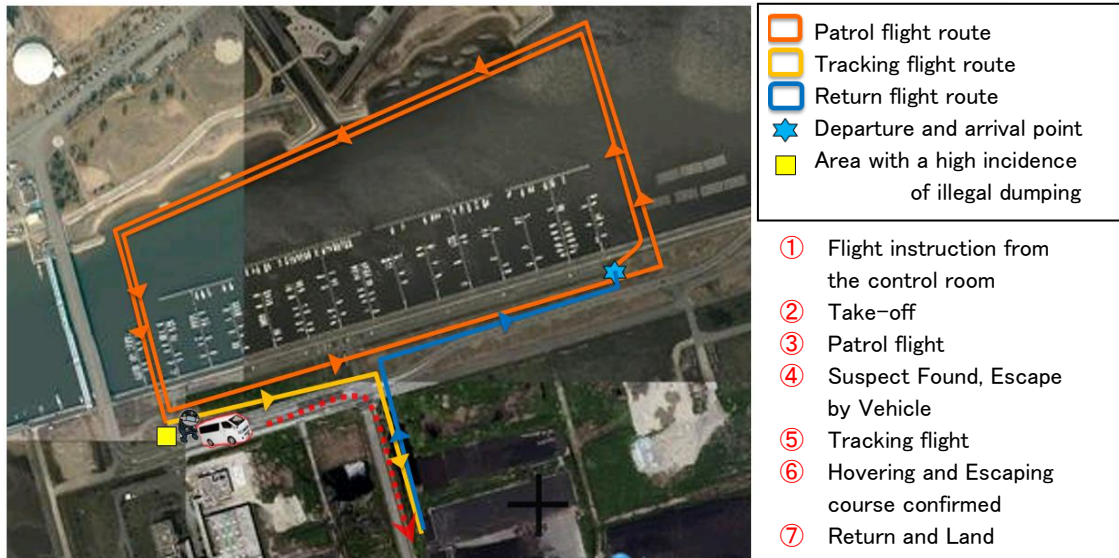 Patrol flight route
Tracking flight route
Return flight route
Departure and arrival point
Area with a high incidence
of illegal dumping
① Flight instruction from
the control room
② Take-off
③ Patrol flight
④ Suspect Found, Escape
by Vehicle
⑤ Tracking flight
⑥ Hovering and Escaping
course confirmed
⑦ Return and Land